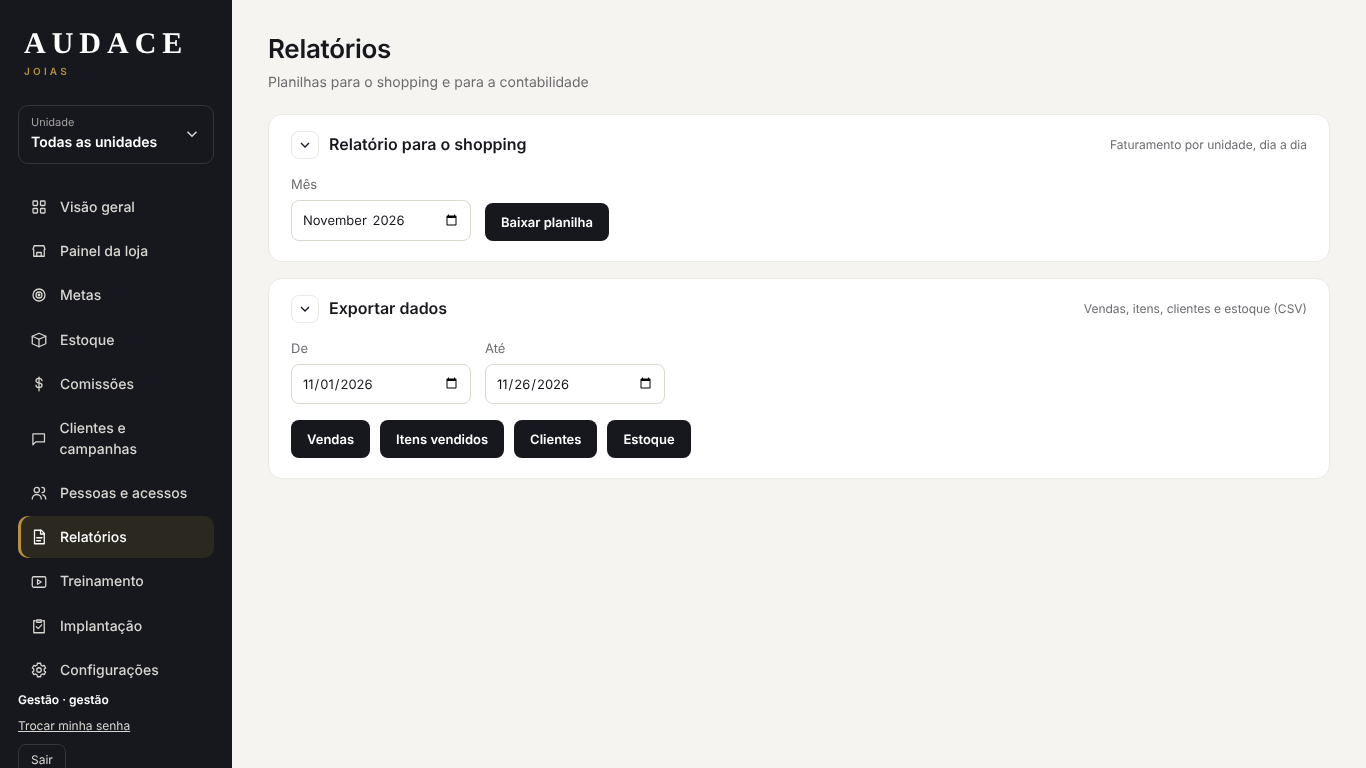 AUDACE
JOIAS
Unidade
Todas as unidades
Visão geral
Painel da loja
Metas
Estoque
Comissões
Clientes e
campanhas
Pessoas e acessos
Relatórios
Treinamento
Implantação
Configurações
Gestão · gestão
Trocar minha senha
Sair
Relatórios
Planilhas para o shopping e para a contabilidade
Relatório para o shopping
Faturamento por unidade, dia a dia
Mês
November 2026
Baixar planilha
Exportar dados
Vendas, itens, clientes e estoque (CSV)
De
Até
11/01/2026
11/26/2026
Vendas
Itens vendidos
Clientes
Estoque